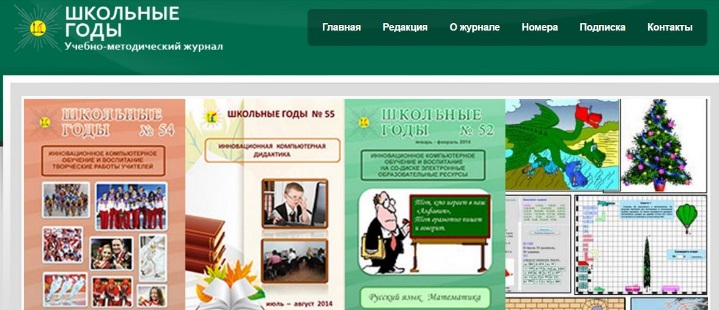 ШКОЛЬНЫЕ
ГОДЫ
Учебно-методический журнал
Главная
Редакция
О журнале
Номера
Подписка
Контакты
ШКОЛЬНЫЕ
ГОДЫ № 54
ИННОВАЦИОННОЕ КОМПЬЮТЕРНОЕ
ОБУЧЕНИЕ И ВОСПИТАНИЕ
ТВОРЧЕСКИЕ РАБОТЫ УЧИТЕЛЕЙ
ШКОЛЬНЫЕ ГОДЫ № 55
ИННОВАЦИОННАЯ КОМПЬЮТЕРНАЯ
ДИДАКТИКА
июль – август 2014
ШКОЛЬНЫЕ
ГОДЫ № 52
январь - февраль 2014
ИННОВАЦИОННОЕ КОМПЬЮТЕРНОЕ
ОБУЧЕНИЕ И ВОСПИТАНИЕ
НА CD-ДИСКЕ ЭЛЕКТРОННЫЕ
ОБРАЗОВАТЕЛЬНЫЕ РЕСУРСЫ
Тот, кто играет в наш
«Алфавит»,
Тот грамотно пишет
и говорит.
Русский язык Математика